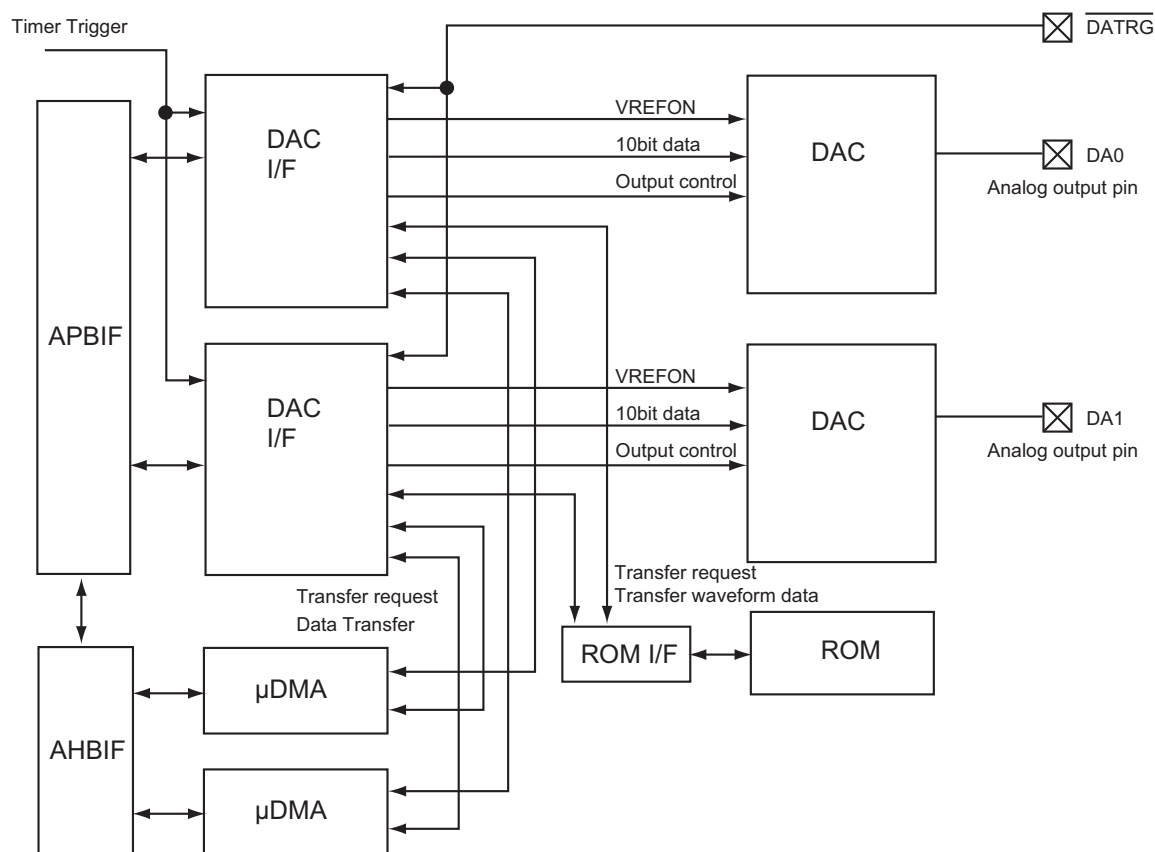 Timer Trigger
DATRG
DAC
I/F
VREFON
10bit data
Output control
DAC
DA0
Analog output pin
APBIF
DAC
I/F
VREFON
10bit data
Output control
DAC
DA1
Analog output pin
Transfer request
Data Transfer
Transfer request
Transfer waveform data
ROM I/F
ROM
AHBIF
µDMA
µDMA